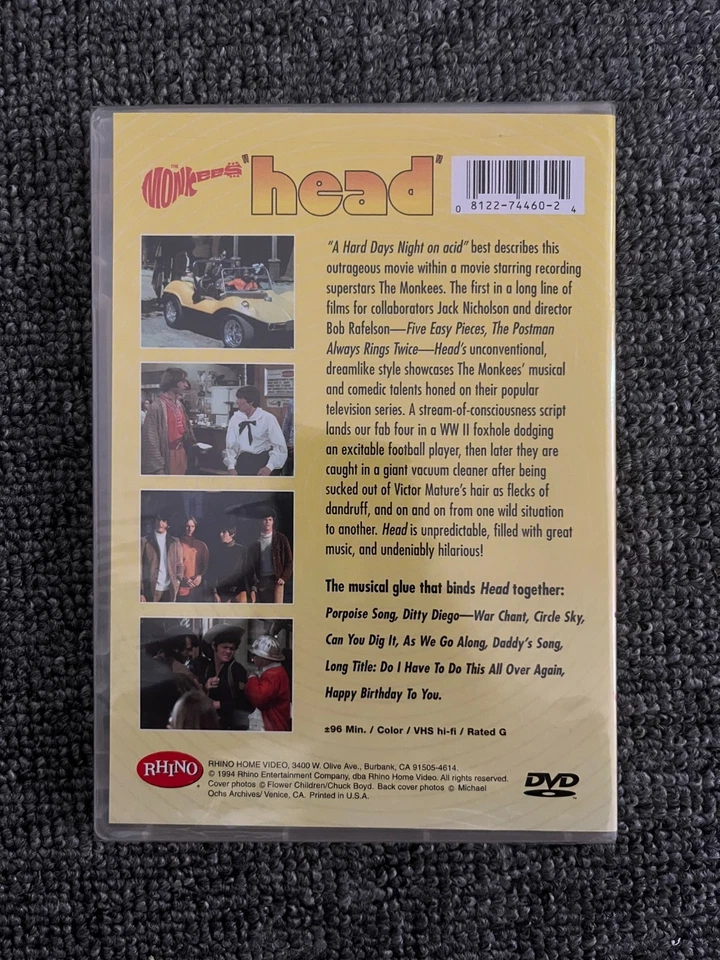 THE
MONKEES "head"
0 8122-74460-2 4
"A Hard Days Night on acid" best describes this
outrageous movie within a movie starring recording
superstars The Monkees. The first in a long line of
films for collaborators Jack Nicholson and director
Bob Rafelson—Five Easy Pieces, The Postman
Always Rings Twice—Head's unconventional,
dreamlike style showcases The Monkees' musical
and comedic talents honed on their popular
television series. A stream-of-consciousness script
lands our fab four in a WW II foxhole dodging
an excitable football player, then later they are
caught in a giant vacuum cleaner after being
sucked out of Victor Mature's hair as flecks of
dandruff, and on and on from one wild situation
to another. Head is unpredictable, filled with great
music, and undeniably hilarious!
The musical glue that binds Head together:
Porpoise Song, Ditty Diego—War Chant, Circle Sky,
Can You Dig It, As We Go Along, Daddy's Song,
Long Title: Do I Have To Do This All Over Again,
Happy Birthday To You.
±96 Min. / Color / VHS hi-fi / Rated G
RHINO
RHINO HOME VIDEO, 3400 W. Olive Ave., Burbank, CA 91505-4614.
© 1994 Rhino Entertainment Company, dba Rhino Home Video. All rights reserved.
Cover photos © Flower Children/Chuck Boyd. Back cover photos © Michael
Ochs Archives/ Venice, CA. Printed in U.S.A.
DVD